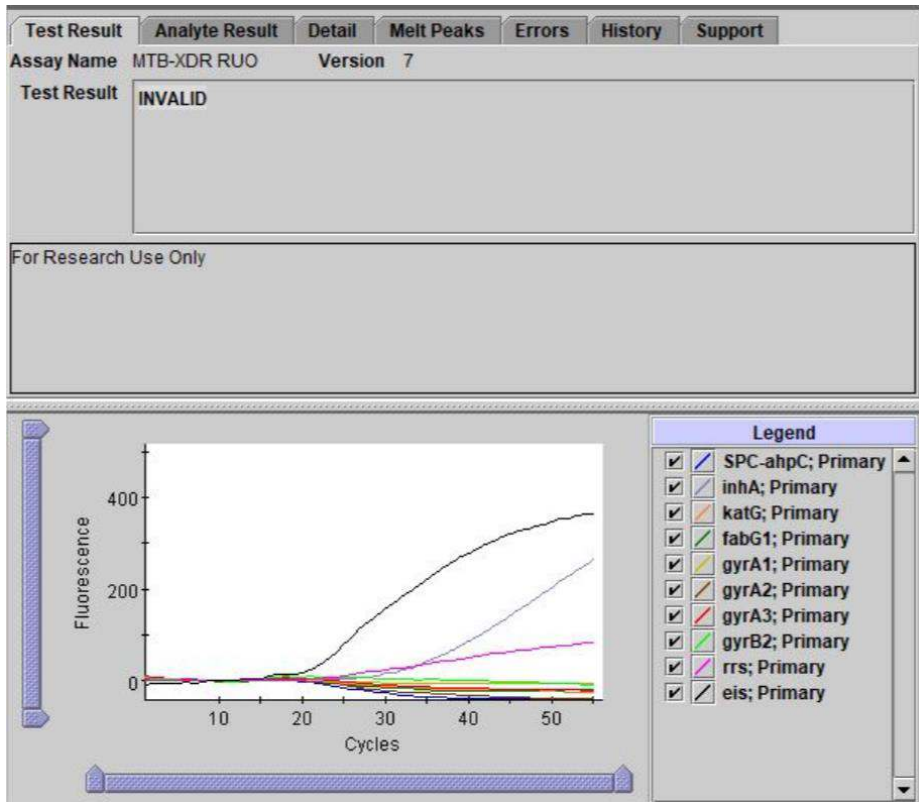 Test Result Analyte Result Detail Melt Peaks Errors History Support
Assay Name MTB-XDR RUO Version 7
Test Result INVALID
For Research Use Only
Legend
SPC-ahpC; Primary
inhA; Primary
katG; Primary
fabG1; Primary
gyrA1; Primary
gyrA2; Primary
gyrA3; Primary
gyrB2; Primary
rrs; Primary
eis; Primary
Fluorescence
400
200
0
10 20 30 40 50
Cycles